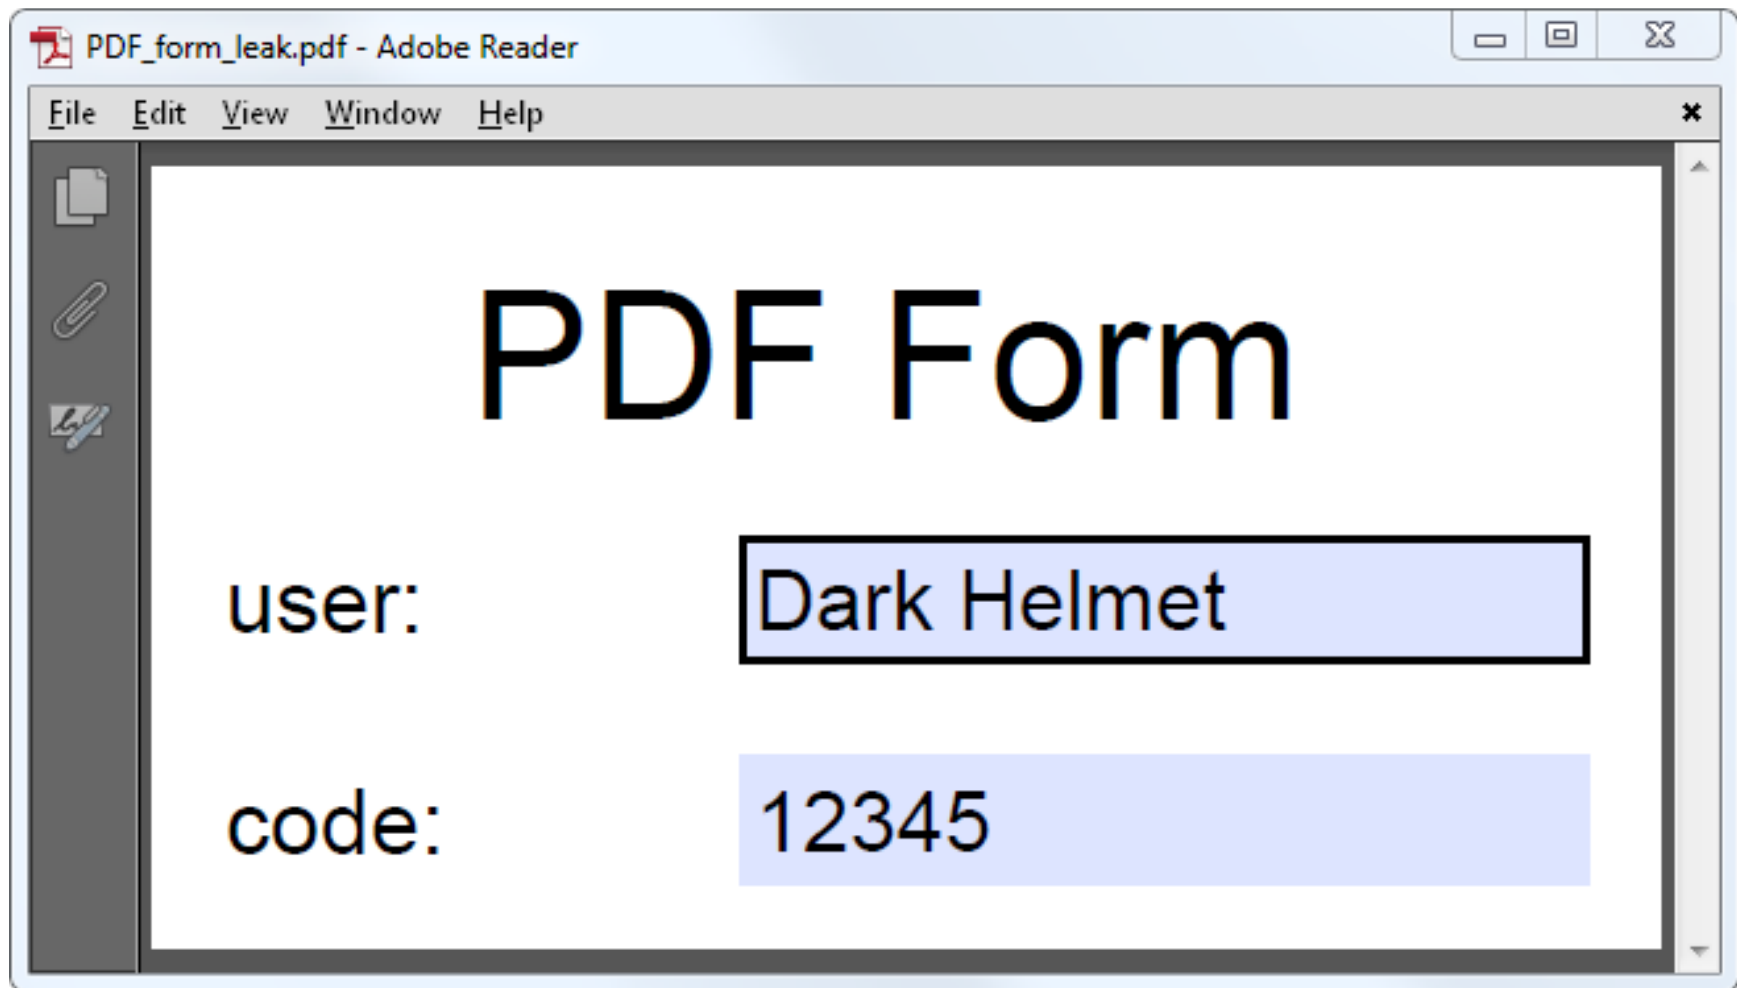 PDF_form_leak.pdf - Adobe Reader
File Edit View Window Help
PDF Form
user: Dark Helmet
code: 12345